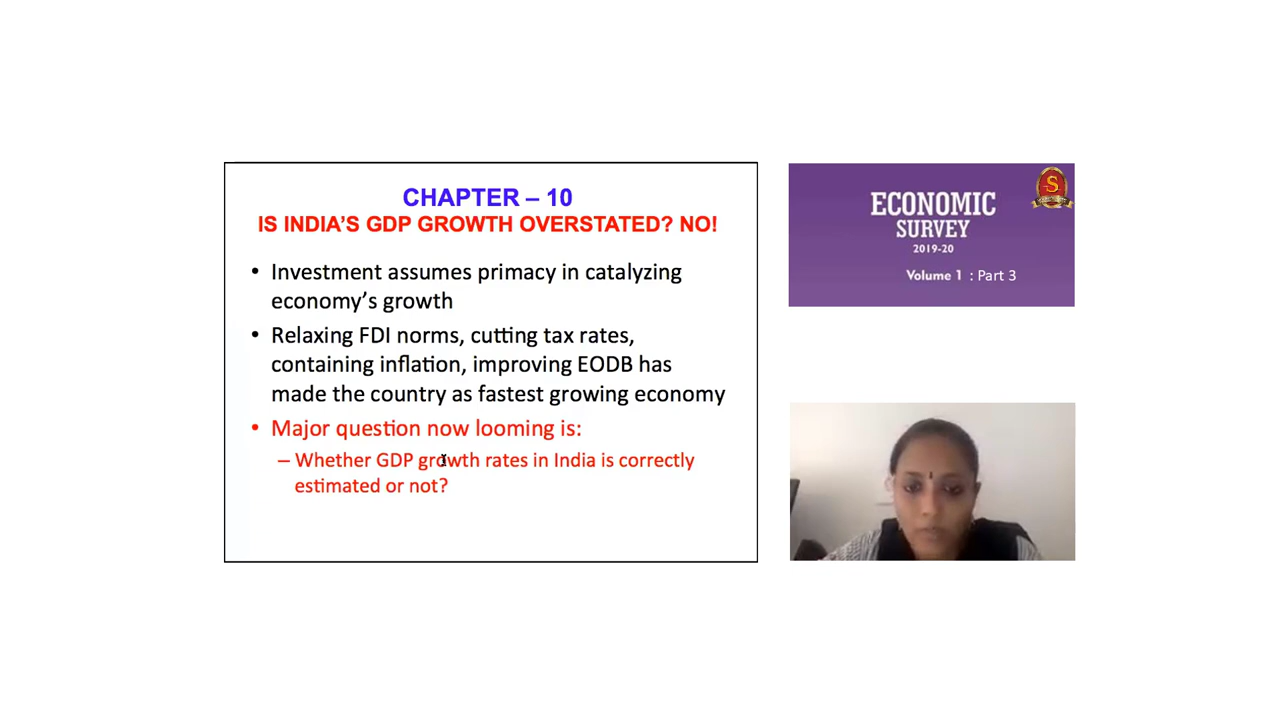 CHAPTER – 10
IS INDIA'S GDP GROWTH OVERSTATED? NO!
• Investment assumes primacy in catalyzing
economy's growth
• Relaxing FDI norms, cutting tax rates,
containing inflation, improving EODB has
made the country as fastest growing economy
• Major question now looming is:
– Whether GDP growth rates in India is correctly
estimated or not?
ECONOMIC
SURVEY
2019-20
Volume 1 : Part 3
S